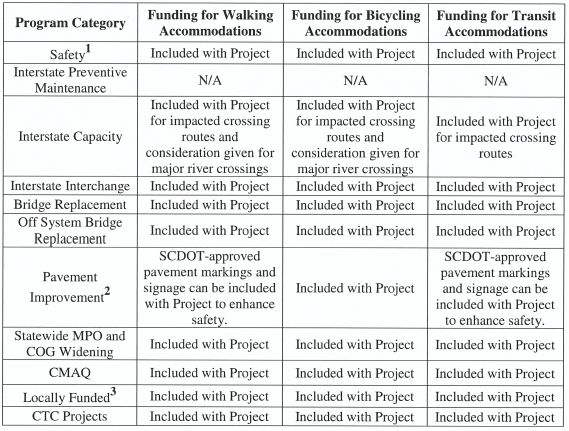 Program Category
Funding for Walking
Accommodations
Funding for Bicycling
Accommodations
Funding for Transit
Accommodations
Safety1
Included with Project
Included with Project
Included with Project
Interstate Preventive
Maintenance
N/A
N/A
N/A
Interstate Capacity
Included with Project
for impacted crossing
routes and
consideration given for
major river crossings
Included with Project
for impacted crossing
routes and
consideration given for
major river crossings
Included with Project
for impacted crossing
routes
Interstate Interchange
Included with Project
Included with Project
Included with Project
Bridge Replacement
Included with Project
Included with Project
Included with Project
Off System Bridge
Replacement
Included with Project
Included with Project
Included with Project
Pavement
Improvement2
SCDOT-approved
pavement markings and
signage can be included
with Project to enhance
safety.
Included with Project
SCDOT-approved
pavement markings
and signage can be
included with Project
to enhance safety.
Statewide MPO and
COG Widening
Included with Project
Included with Project
Included with Project
CMAQ
Included with Project
Included with Project
Included with Project
Locally Funded3
Included with Project
Included with Project
Included with Project
CTC Projects
Included with Project
Included with Project
Included with Project